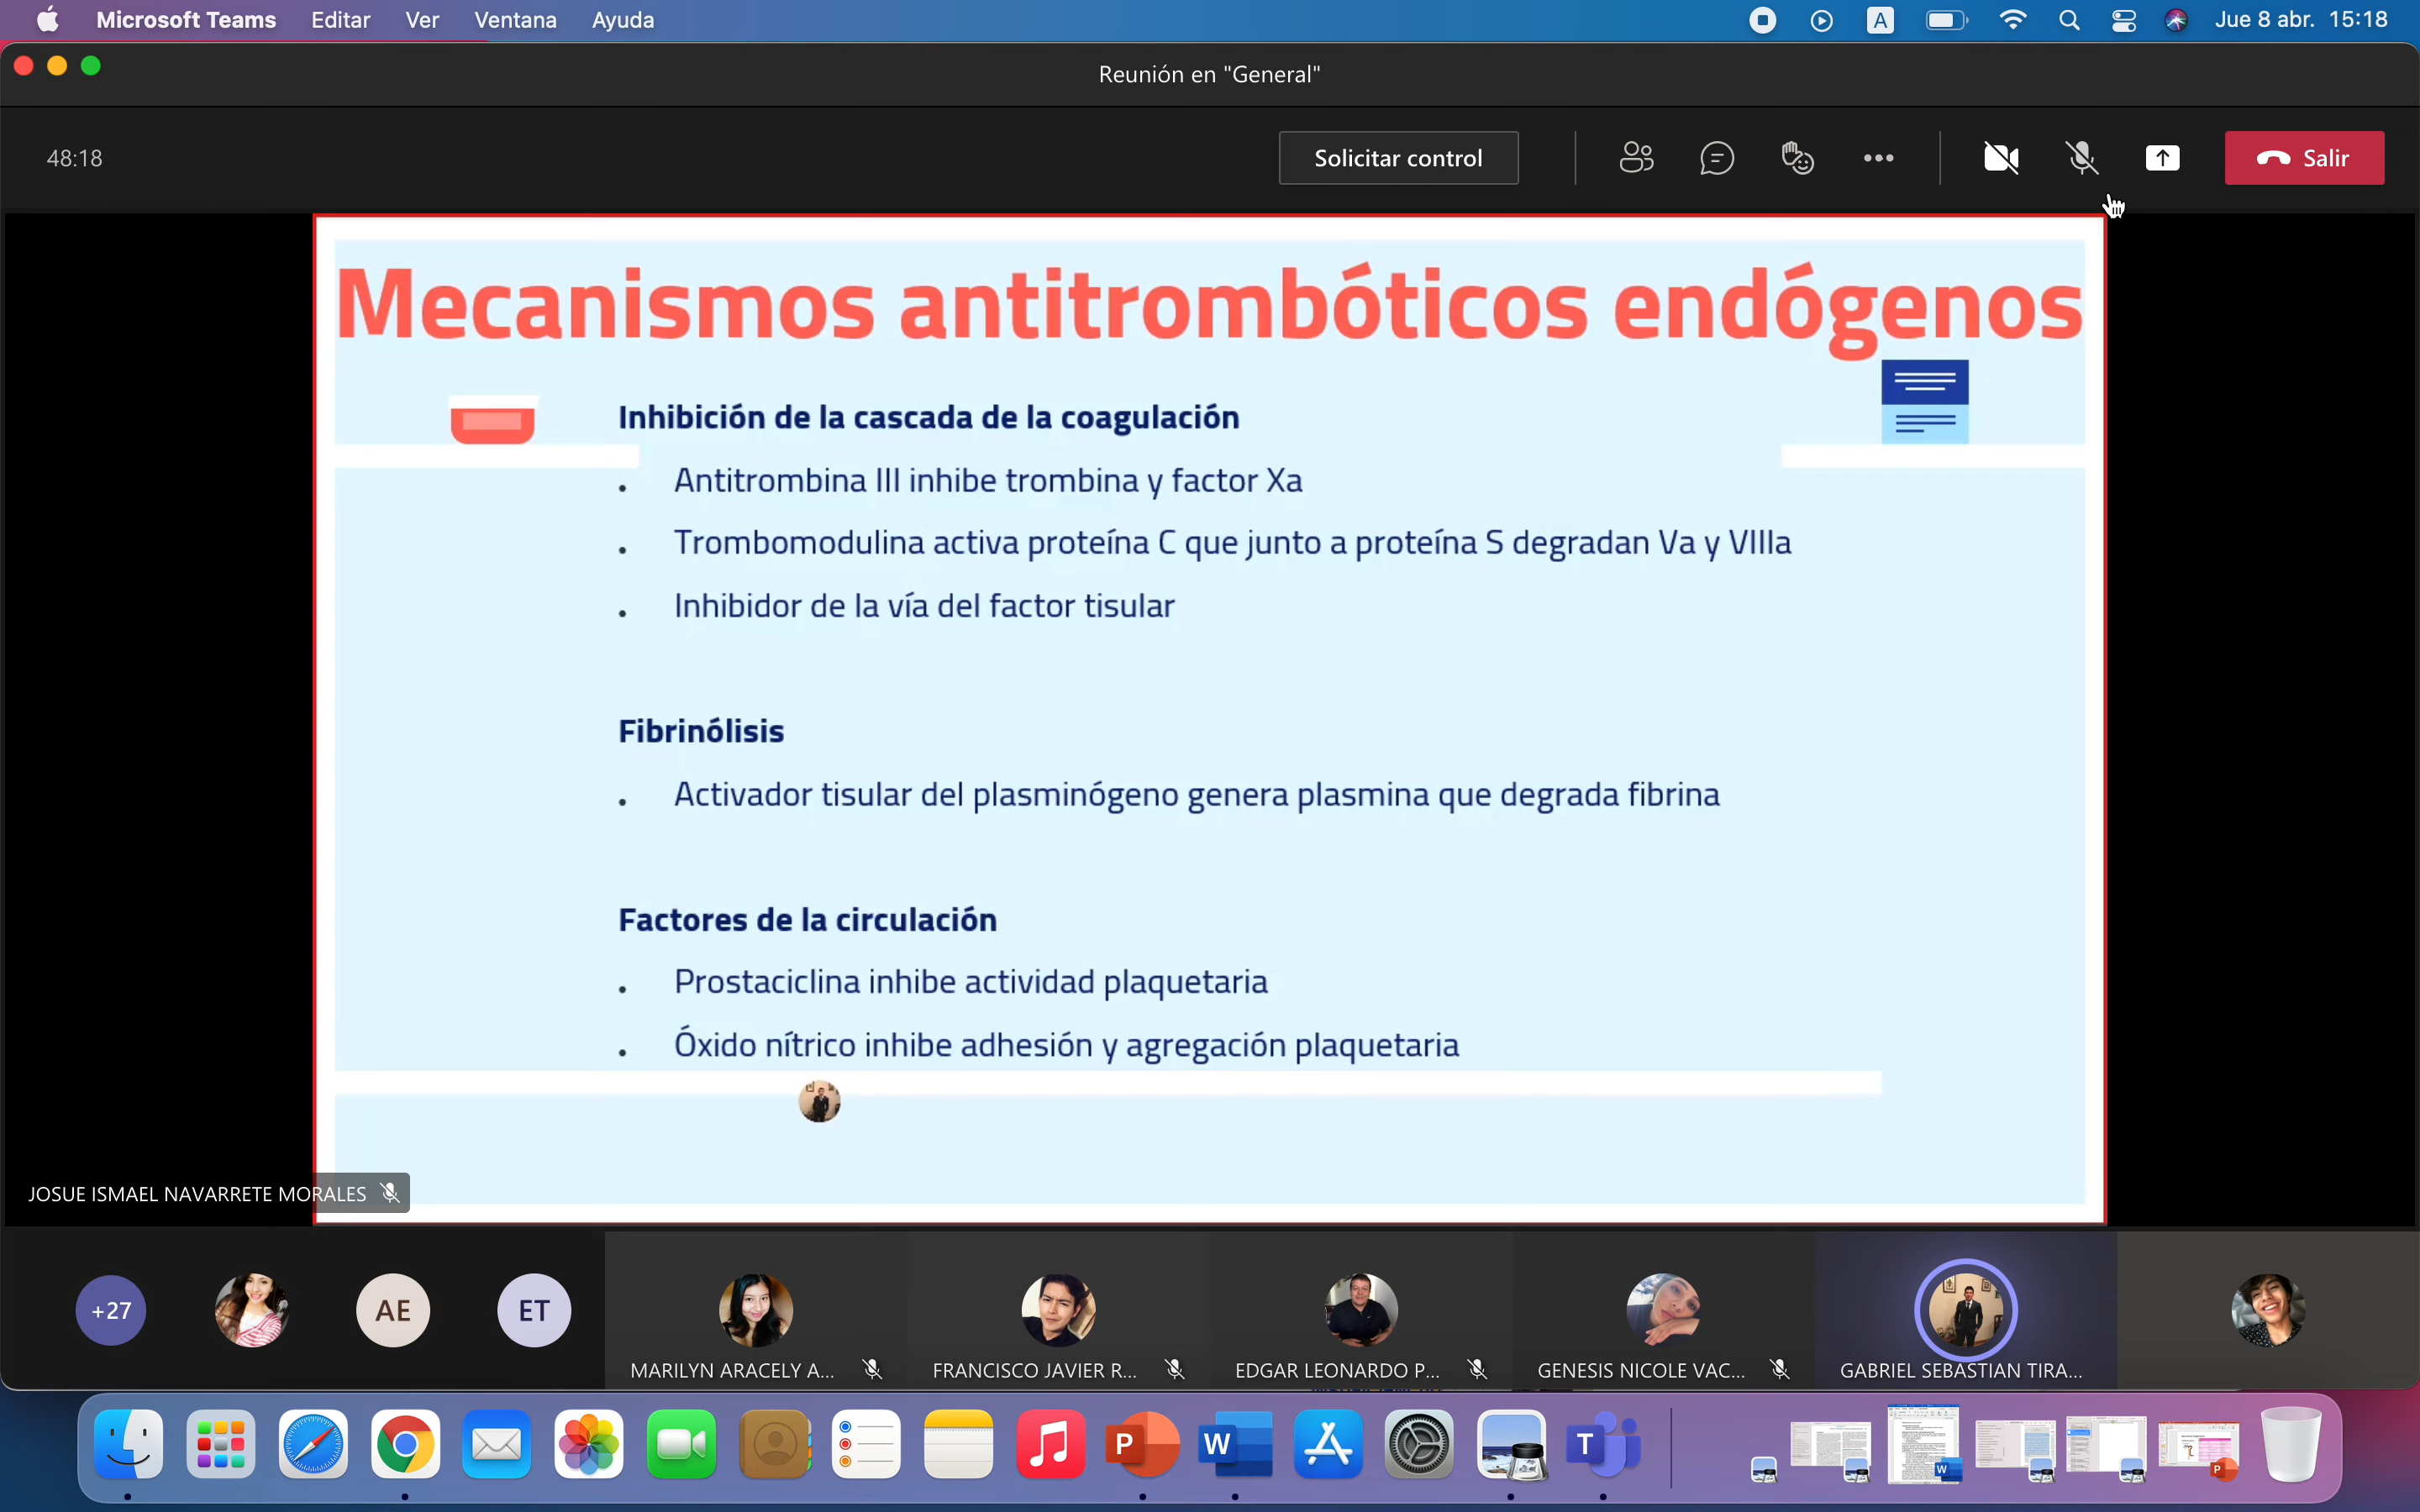 Microsoft Teams Editar Ver Ventana Ayuda A Jue 8 abr. 15:18
Reunión en "General"
48:18 Solicitar control Salir
Mecanismos antitrombóticos endógenos
Inhibición de la cascada de la coagulación
. Antitrombina III inhibe trombina y factor Xa
. Trombomodulina activa proteína C que junto a proteína S degradan Va y VIIIa
. Inhibidor de la vía del factor tisular
Fibrinólisis
. Activador tisular del plasminógeno genera plasmina que degrada fibrina
Factores de la circulación
. Prostaciclina inhibe actividad plaquetaria
. Óxido nítrico inhibe adhesión y agregación plaquetaria
JOSUE ISMAEL NAVARRETE MORALES
+27 AE ET
MARILYN ARACELY A... FRANCISCO JAVIER R... EDGAR LEONARDO P... GENESIS NICOLE VAC... GABRIEL SEBASTIAN TIRA...
P W T W P